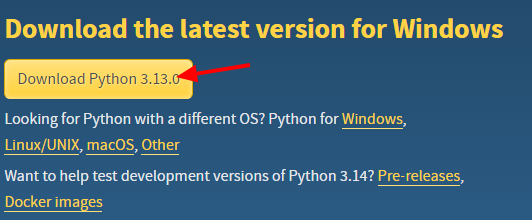 Download the latest version for Windows
Download Python 3.13.0
Looking for Python with a different OS? Python for Windows,
Linux/UNIX, macOS, Other
Want to help test development versions of Python 3.14? Pre-releases,
Docker images